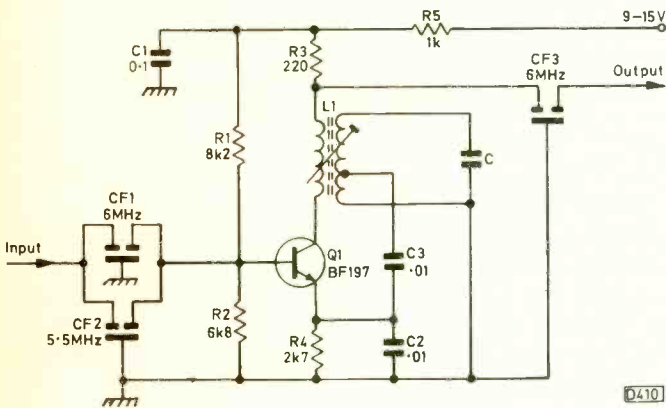 R5
1k
9-15V
C1
0·1
R3
220
CF3
6MHz
Output
L1
R1
8k2
C
CF1
6MHz
Input
Q1
BF197
C3
·01
CF2
5·5MHz
R2
6k8
R4
2k7
C2
·01
D410